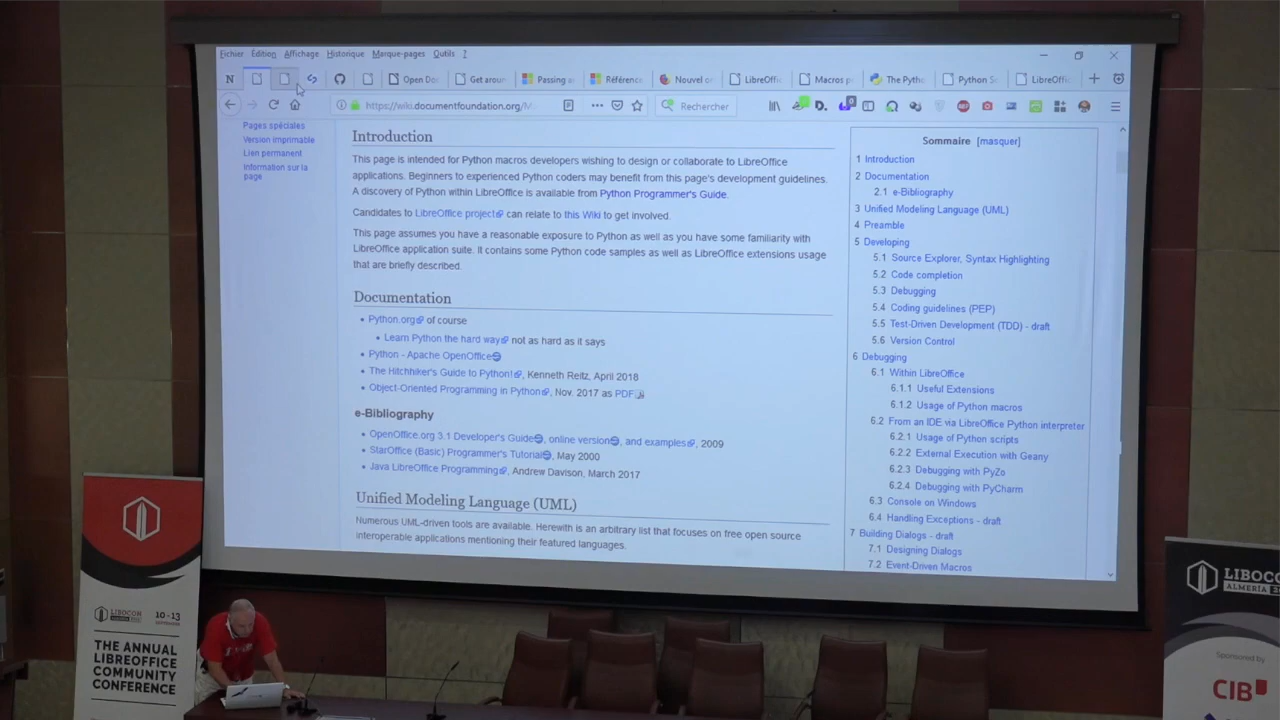 Fichier Édition Affichage Historique Marque-pages Outils ?
N Open Do Get aroun Passing a Référence Nouvel on LibreOffic Macros p The Pytho Python Sc LibreOffic
https://wiki.documentfoundation.org/M Rechercher
Pages spéciales
Version imprimable
Lien permanent
Information sur la
page
Introduction
This page is intended for Python macros developers wishing to design or collaborate to LibreOffice
applications. Beginners to experienced Python coders may benefit from this page's development guidelines.
A discovery of Python within LibreOffice is available from Python Programmer's Guide.
Candidates to LibreOffice project can relate to this Wiki to get involved.
This page assumes you have a reasonable exposure to Python as well as you have some familiarity with
LibreOffice application suite. It contains some Python code samples as well as LibreOffice extensions usage
that are briefly described.
Documentation
• Python.org of course
• Learn Python the hard way not as hard as it says
• Python - Apache OpenOffice
• The Hitchhiker's Guide to Python!, Kenneth Reitz, April 2018
• Object-Oriented Programming in Python, Nov. 2017 as PDF
e-Bibliography
• OpenOffice.org 3.1 Developer's Guide, online version, and examples, 2009
• StarOffice (Basic) Programmer's Tutorial, May 2000
• Java LibreOffice Programming, Andrew Davison, March 2017
Unified Modeling Language (UML)
Numerous UML-driven tools are available. Herewith is an arbitrary list that focuses on free open source
interoperable applications mentioning their featured languages.
Sommaire [masquer]
1 Introduction
2 Documentation
2.1 e-Bibliography
3 Unified Modeling Language (UML)
4 Preamble
5 Developing
5.1 Source Explorer, Syntax Highlighting
5.2 Code completion
5.3 Debugging
5.4 Coding guidelines (PEP)
5.5 Test-Driven Development (TDD) - draft
5.6 Version Control
6 Debugging
6.1 Within LibreOffice
6.1.1 Useful Extensions
6.1.2 Usage of Python macros
6.2 From an IDE via LibreOffice Python interpreter
6.2.1 Usage of Python scripts
6.2.2 External Execution with Geany
6.2.3 Debugging with PyZo
6.2.4 Debugging with PyCharm
6.3 Console on Windows
6.4 Handling Exceptions - draft
7 Building Dialogs - draft
7.1 Designing Dialogs
7.2 Event-Driven Macros
LIBOCON
10-13
THE ANNUAL
LIBREOFFICE
COMMUNITY
CONFERENCE
LIBOCO
ALMERÍA 2
Sponsored by
CIB